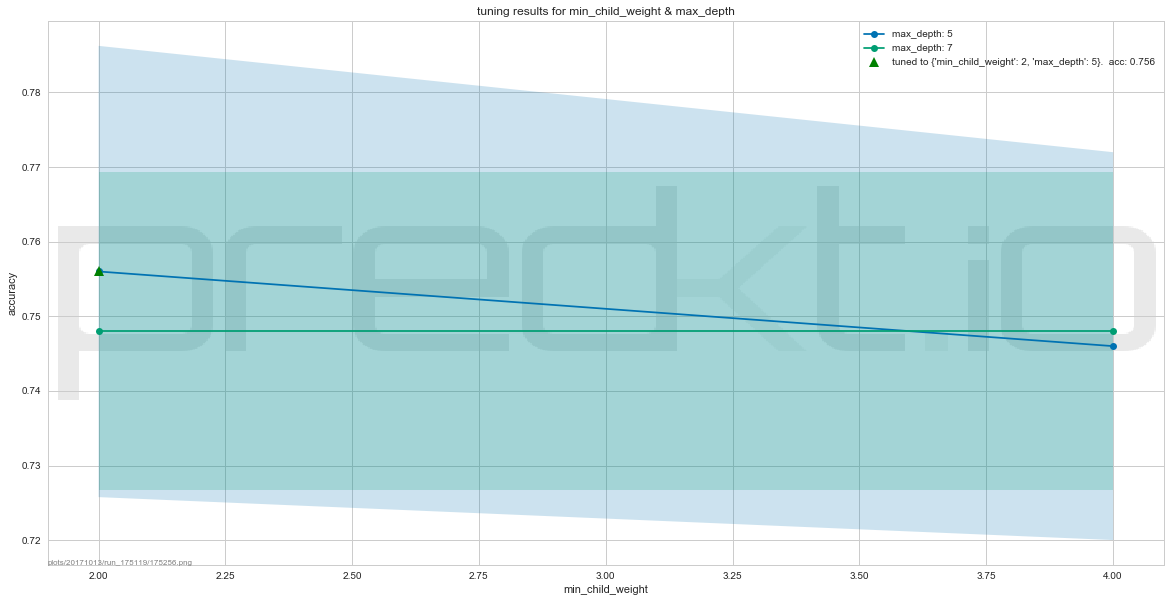 tuning results for min_child_weight & max_depth
max_depth: 5
max_depth: 7
tuned to {'min_child_weight': 2, 'max_depth': 5}.  acc: 0.756
0.78
0.77
0.76
0.75
0.74
0.73
0.72
accuracy
predkt.io
plots/20171013/run_175119/175256.png
2.00 2.25 2.50 2.75 3.00 3.25 3.50 3.75 4.00
min_child_weight